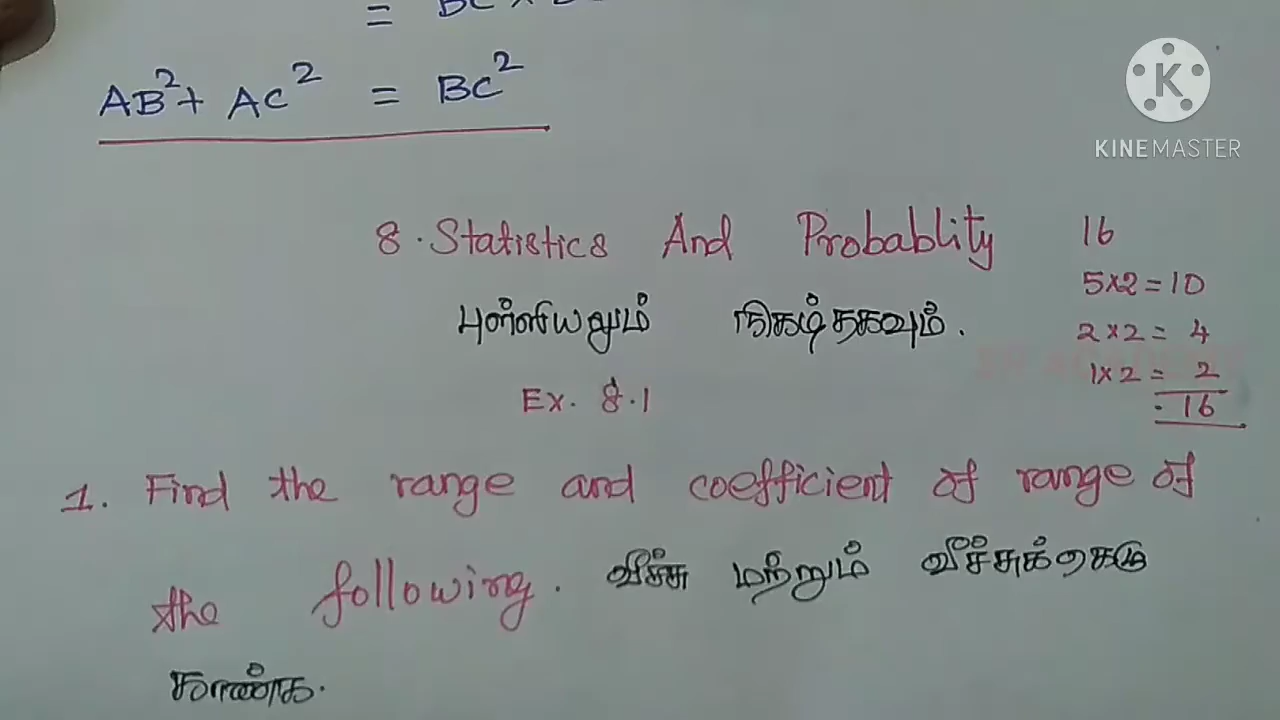 = BC
AB²+ AC² = BC²
K
KINEMASTER
8. Statistics And Probablity
புள்ளியலும் நிகழ்தகவும்.
Ex. 8.1
16
5×2=10
2×2= 4
1×2= 2
16
1. Find the range and coefficient of range of
the following. வீச்சு மற்றும் வீச்சுக்கெழு
காண்க.